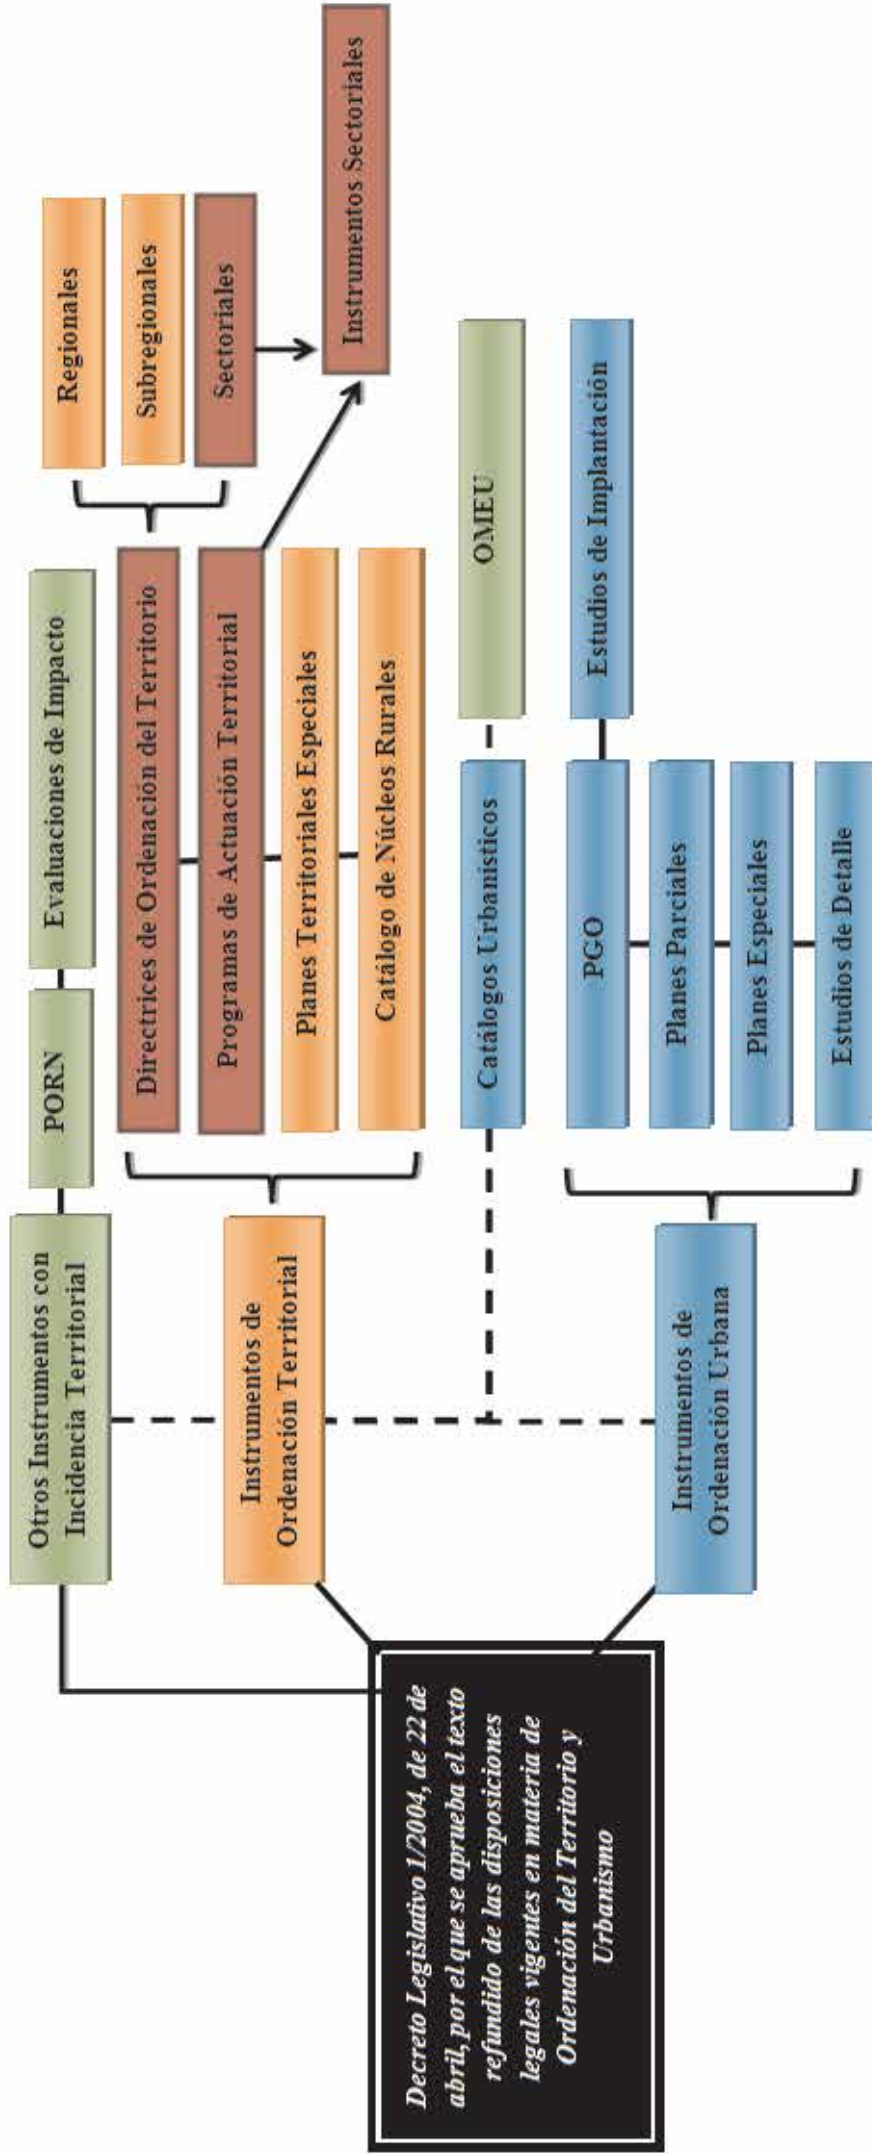 Decreto Legislativo 1/2004, de 22 de
abril, por el que se aprueba el texto
refundido de las disposiciones
legales vigentes en materia de
Ordenación del Territorio y
Urbanismo
Otros Instrumentos con
Incidencia Territorial
PORN
Evaluaciones de Impacto
Instrumentos de
Ordenación Territorial
Directrices de Ordenación del Territorio
Programas de Actuación Territorial
Planes Territoriales Especiales
Catálogo de Núcleos Rurales
Regionales
Subregionales
Sectoriales
Instrumentos Sectoriales
Catálogos Urbanísticos
OMEU
Instrumentos de
Ordenación Urbana
PGO
Planes Parciales
Planes Especiales
Estudios de Detalle
Estudios de Implantación